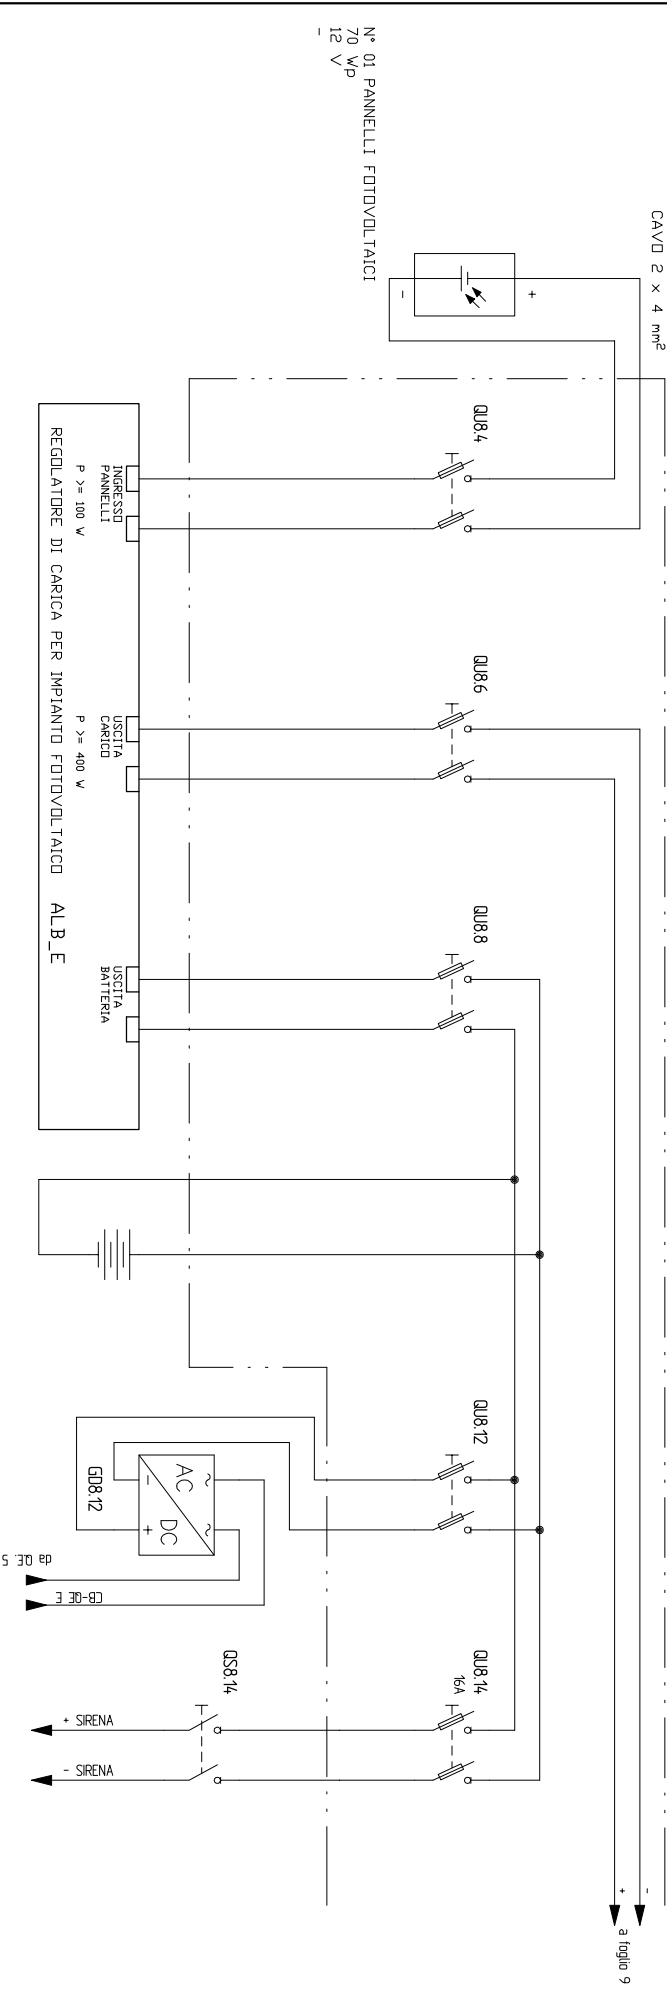 CAVO 2 x 4 mm²
N° 01 PANNELLI FOTOVOLTAICI
70 Wp
12 V
-
+
-
QU8.4
QU8.6
QU8.8
QU8.12
QU8.14
16A
INGRESSO
PANNELLI
P >= 100 W
USCITA
CARICO
P >= 400 W
USCITA
BATTERIA
REGOLATORE DI CARICA PER IMPIANTO FOTOVOLTAICO ALB_E
GD8.12
AC
DC
~
~
-
+
da QE. S
CB-QE E
QS8.14
+ SIRENA
- SIRENA
-
+
a foglio 9